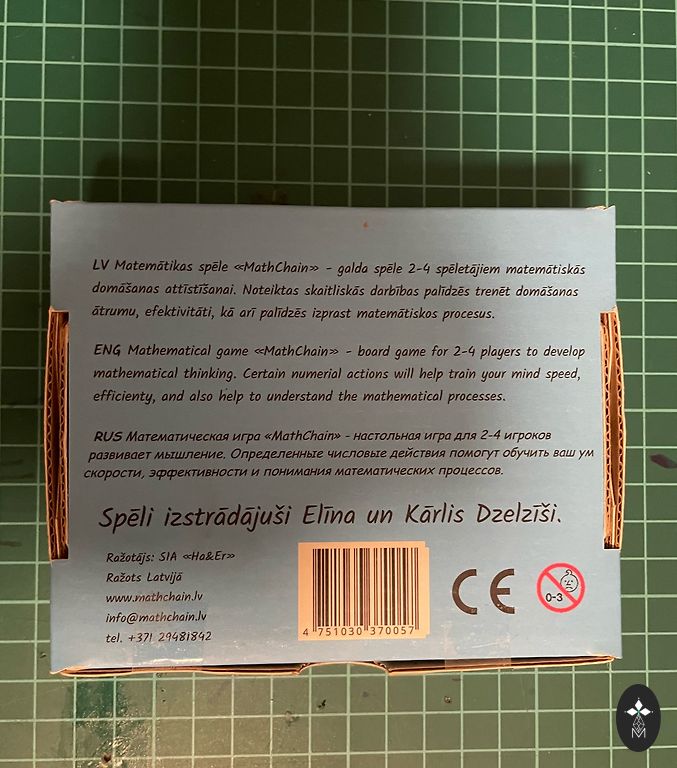 LV Matemātikas spēle «MathChain» - galda spēle 2-4 spēlētājiem matemātiskās
domāšanas attīstīšanai. Noteiktas skaitliskās darbības palīdzēs trenēt domāšanas
ātrumu, efektivitāti, kā arī palīdzēs izprast matemātiskos procesus.
ENG Mathematical game «MathChain» - board game for 2-4 players to develop
mathematical thinking. Certain numerial actions will help train your mind speed,
efficienty, and also help to understand the mathematical processes.
RUS Математическая игра «MathChain» - настольная игра для 2-4 игроков
развивает мышление. Определенные числовые действия помогут обучить ваш ум
скорости, эффективности и понимания математических процессов.
Spēli izstrādājuši Elīna un Kārlis Dzelzīši.
Ražotājs: SIA «Ha&Er»
Ražots Latvijā
www.mathchain.lv
info@mathchain.lv
tel. +371 29481842
4 751030 370057
CE
0-3
M